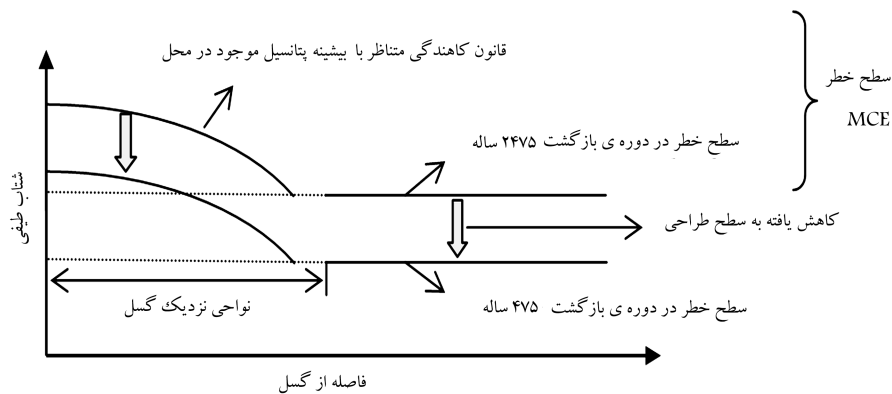 قانون کاهندگی متناظر با بیشینه پتانسیل موجود در محل
سطح خطر
MCE
سطح خطر در دوره ی بازگشت ۲۴۷۵ ساله
شتاب طیفی
کاهش یافته به سطح طراحی
نواحی نزدیک گسل
سطح خطر در دوره ی بازگشت ۴۷۵ ساله
فاصله از گسل